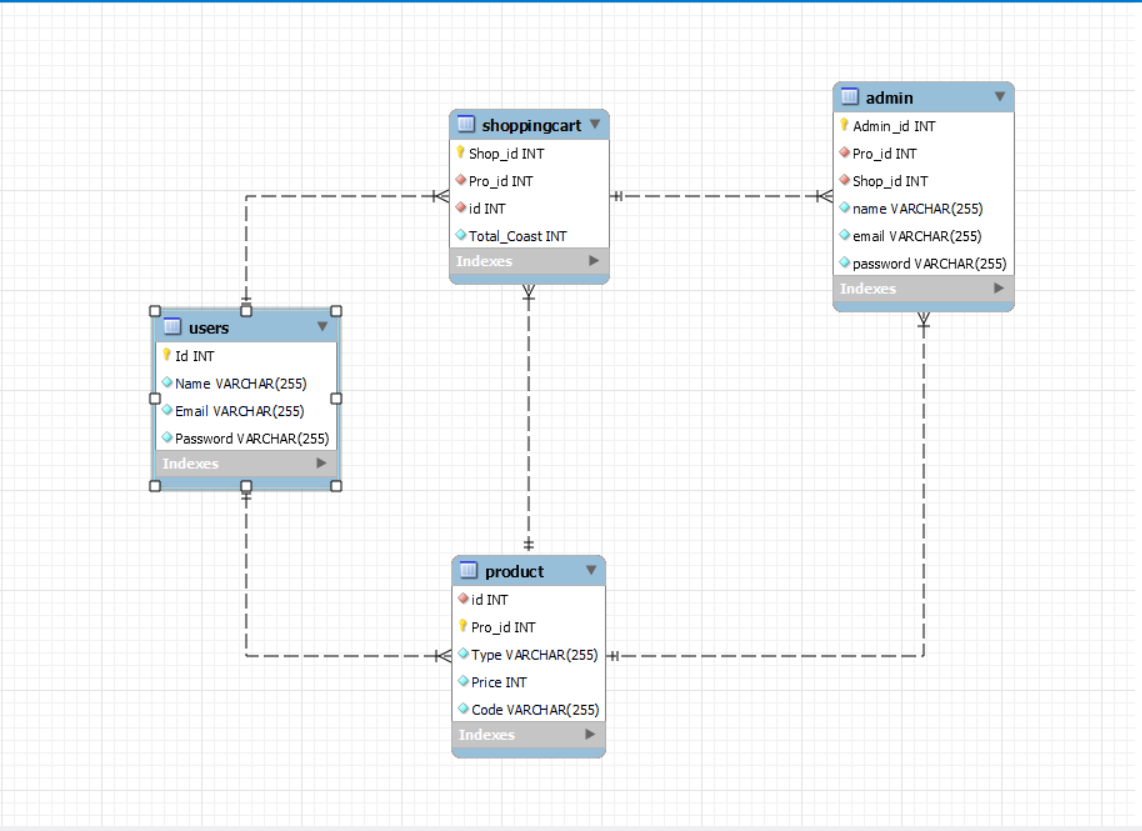 shoppingcart
Shop_id INT
Pro_id INT
id INT
Total_Coast INT
Indexes
admin
Admin_id INT
Pro_id INT
Shop_id INT
name VARCHAR(255)
email VARCHAR(255)
password VARCHAR(255)
Indexes
users
Id INT
Name VARCHAR(255)
Email VARCHAR(255)
Password VARCHAR(255)
Indexes
product
id INT
Pro_id INT
Type VARCHAR(255)
Price INT
Code VARCHAR(255)
Indexes